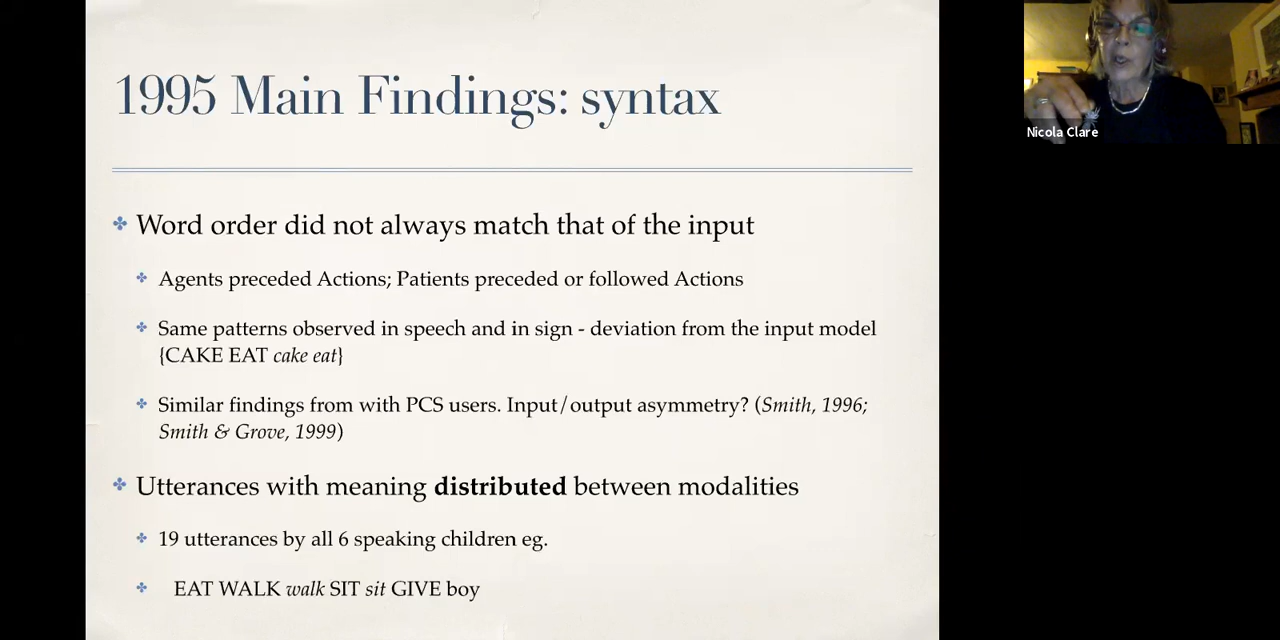 1995 Main Findings: syntax
Word order did not always match that of the input
Agents preceded Actions; Patients preceded or followed Actions
Same patterns observed in speech and in sign - deviation from the input model
{CAKE EAT cake eat}
Similar findings from with PCS users. Input/output asymmetry? (Smith, 1996;
Smith & Grove, 1999)
Utterances with meaning distributed between modalities
19 utterances by all 6 speaking children eg.
EAT WALK walk SIT sit GIVE boy
Nicola Clare